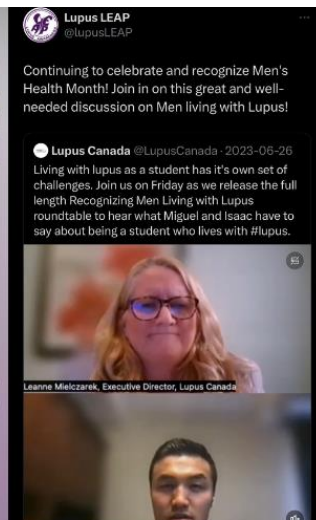 Lupus LEAP
@lupusLEAP
Continuing to celebrate and recognize Men's
Health Month! Join in on this great and well-
needed discussion on Men living with Lupus!
Lupus Canada @LupusCanada · 2023-06-26
Living with lupus as a student has it's own set of
challenges. Join us on Friday as we release the full
length Recognizing Men Living with Lupus
roundtable to hear what Miguel and Isaac have to
say about being a student who lives with #lupus.
Leanne Mielczarek, Executive Director, Lupus Canada